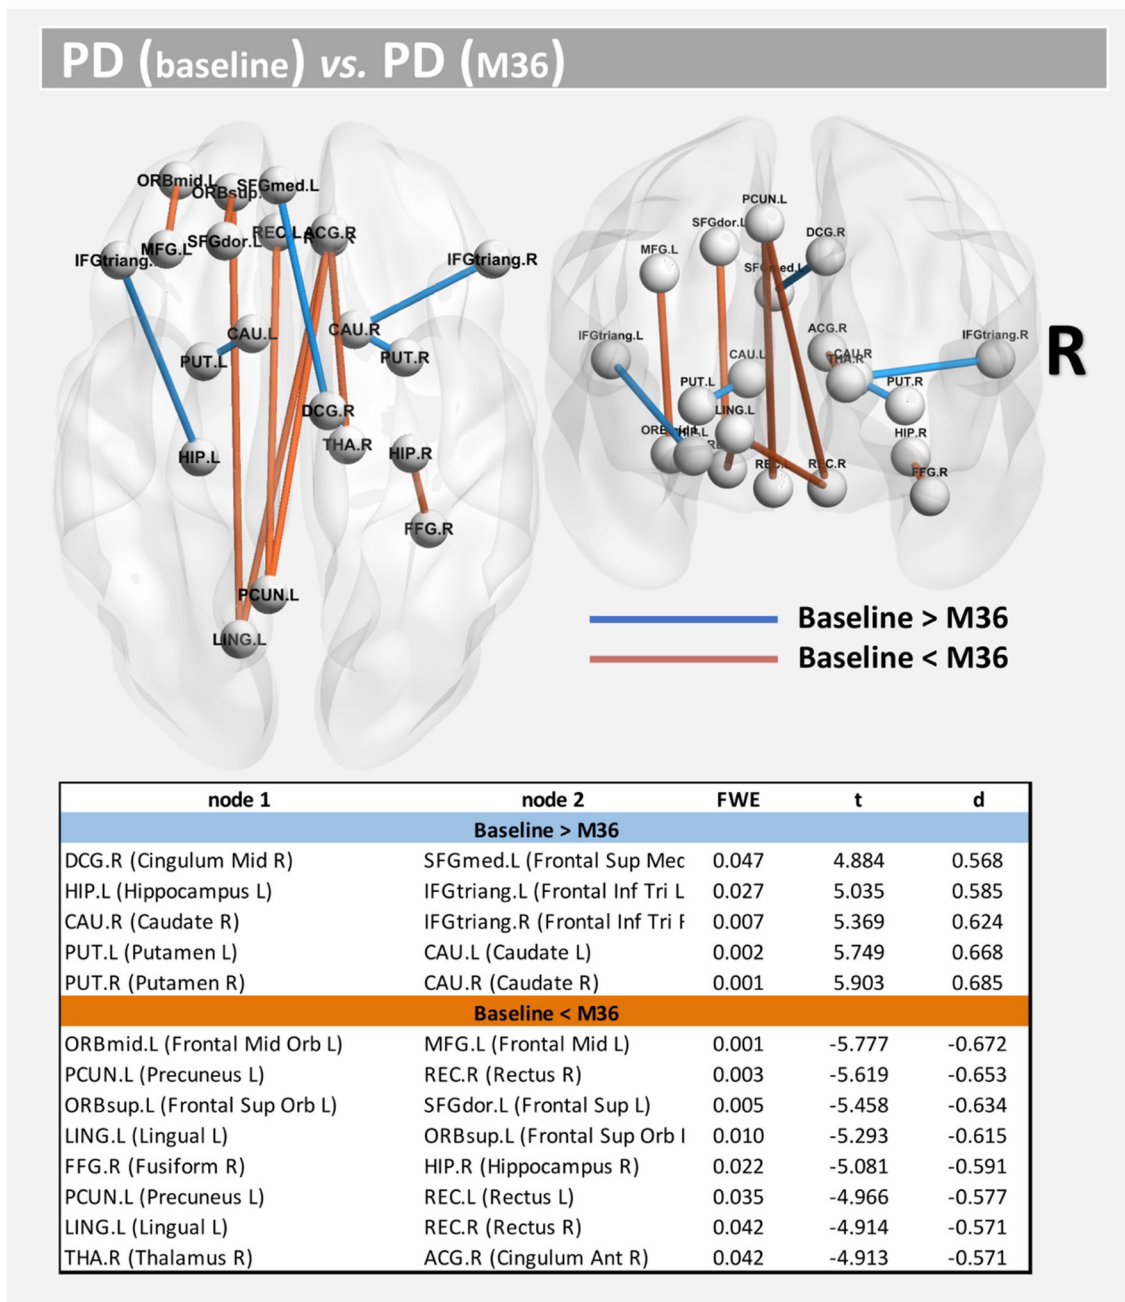 PD (baseline) vs. PD (M36)
ORBmid.L
ORBsup.
SFGmed.L
MFG.L
SFGdor.L
REC.L
ACG.R
IFGtriang.
IFGtriang.R
CAU.L
CAU.R
PUT.L
PUT.R
DCG.R
THA.R
HIP.L
HIP.R
FFG.R
PCUN.L
LING.L
PCUN.L
SFGdor.L
DCG.R
MFG.L
SFGmed.L
IFGtriang.L
ACG.R
CAU.R
THA.R
IFGtriang.R
CAU.L
PUT.L
PUT.R
LING.L
HIP.L
HIP.R
REC.R
FFG.R
R
Baseline > M36
Baseline < M36
node 1 node 2 FWE t d
Baseline > M36
DCG.R (Cingulum Mid R) SFGmed.L (Frontal Sup Med 0.047 4.884 0.568
HIP.L (Hippocampus L) IFGtriang.L (Frontal Inf Tri L 0.027 5.035 0.585
CAU.R (Caudate R) IFGtriang.R (Frontal Inf Tri 0.007 5.369 0.624
PUT.L (Putamen L) CAU.L (Caudate L) 0.002 5.749 0.668
PUT.R (Putamen R) CAU.R (Caudate R) 0.001 5.903 0.685
Baseline < M36
ORBmid.L (Frontal Mid Orb L) MFG.L (Frontal Mid L) 0.001 -5.777 -0.672
PCUN.L (Precuneus L) REC.R (Rectus R) 0.003 -5.619 -0.653
ORBsup.L (Frontal Sup Orb L) SFGdor.L (Frontal Sup L) 0.005 -5.458 -0.634
LING.L (Lingual L) ORBsup.L (Frontal Sup Orb 0.010 -5.293 -0.615
FFG.R (Fusiform R) HIP.R (Hippocampus R) 0.022 -5.081 -0.591
PCUN.L (Precuneus L) REC.L (Rectus L) 0.035 -4.966 -0.577
LING.L (Lingual L) REC.R (Rectus R) 0.042 -4.914 -0.571
THA.R (Thalamus R) ACG.R (Cingulum Ant R) 0.042 -4.913 -0.571